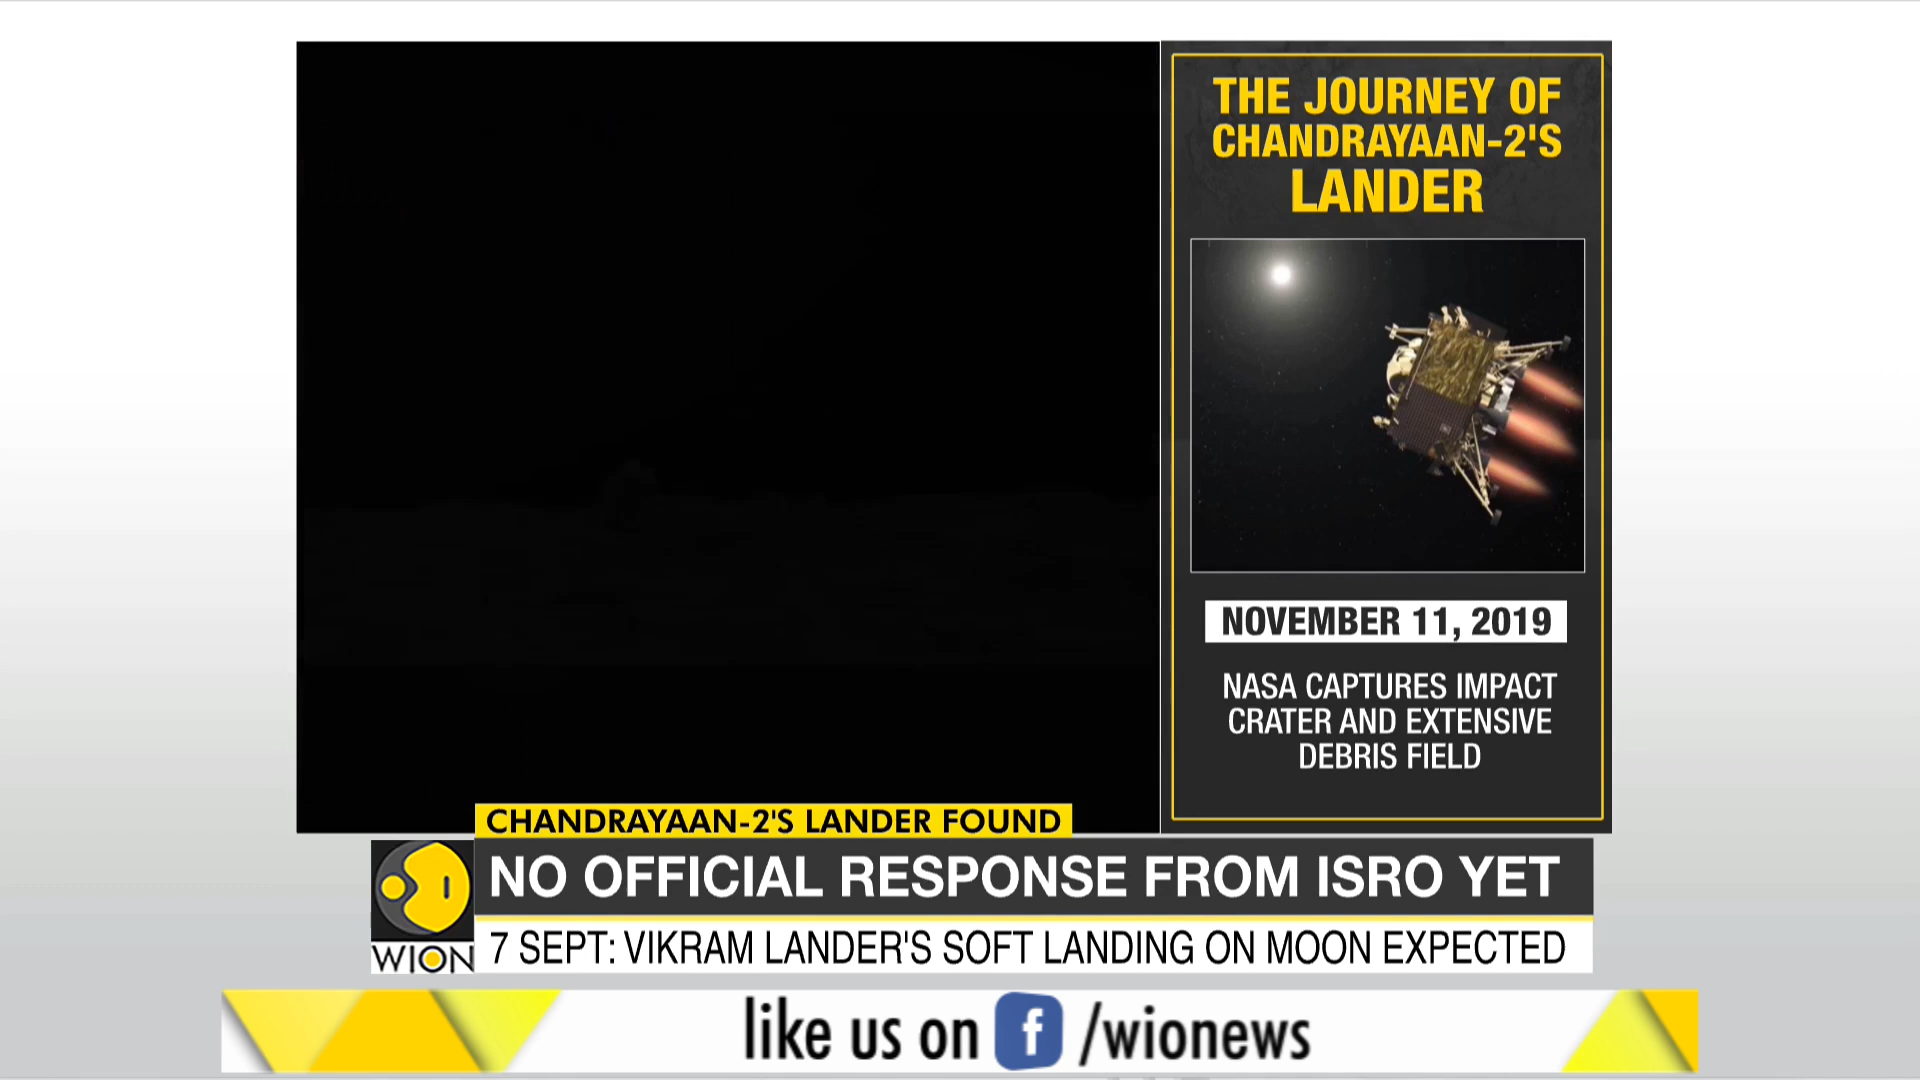 THE JOURNEY OF
CHANDRAYAAN-2'S
LANDER
NOVEMBER 11, 2019
NASA CAPTURES IMPACT
CRATER AND EXTENSIVE
DEBRIS FIELD
CHANDRAYAAN-2'S LANDER FOUND
NO OFFICIAL RESPONSE FROM ISRO YET
WION
7 SEPT: VIKRAM LANDER'S SOFT LANDING ON MOON EXPECTED
like us on f /wionews